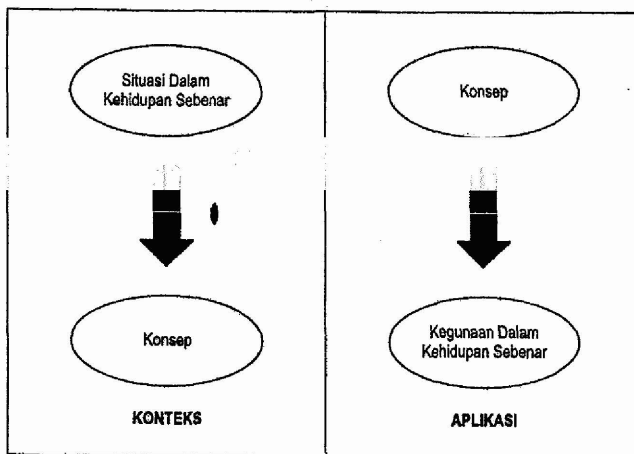 Situasi Dalam
Kehidupan Sebenar
Konsep
KONTEKS
Konsep
Kegunaan Dalam
Kehidupan Sebenar
APLIKASI